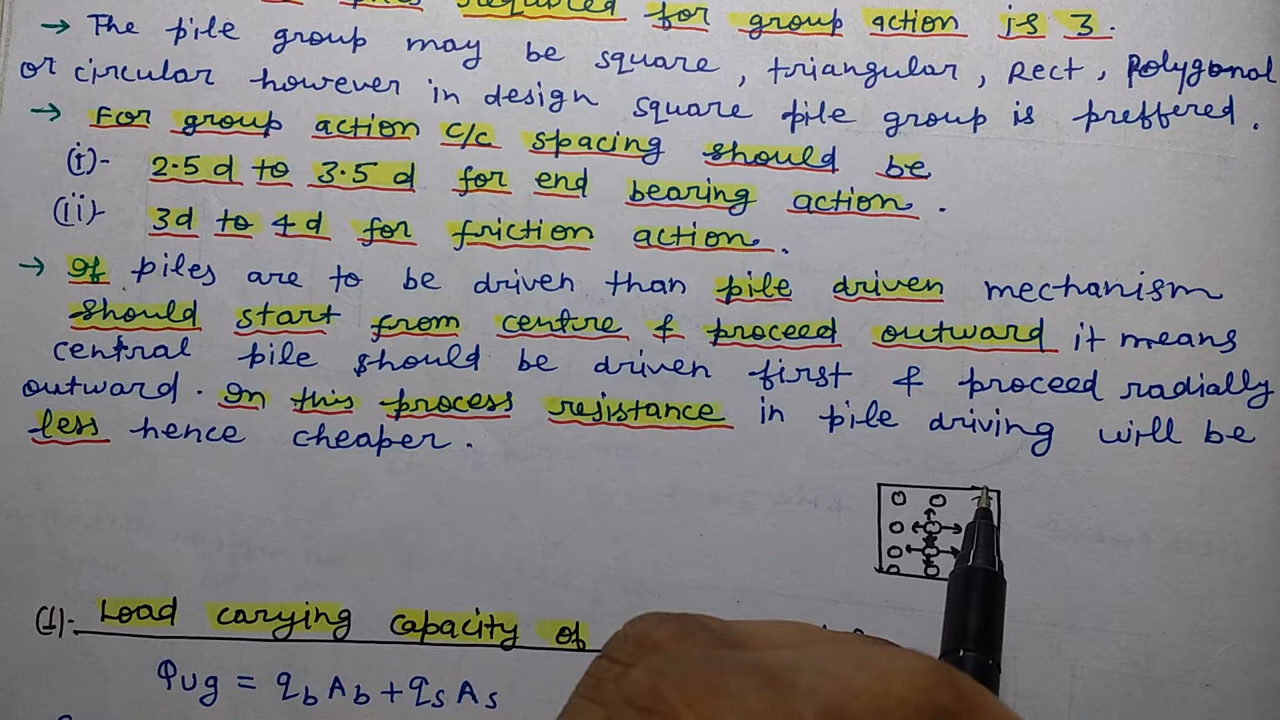 required for group action is 3.
→ The pile group may be square, triangular, Rect, Polygonal
or circular however in design square pile group is preffered.
→ For group action c/c spacing should be
(i)- 2.5 d to 3.5 d for end bearing action.
(ii)- 3d to 4d for friction action.
→ If piles are to be driven than pile driven mechanism
should start from centre & proceed outward it means
central pile should be driven first & proceed radially
outward. In this process resistance in pile driving will be
less hence cheaper.
(1)- Load carying capacity of
Qug = qb Ab + qs As